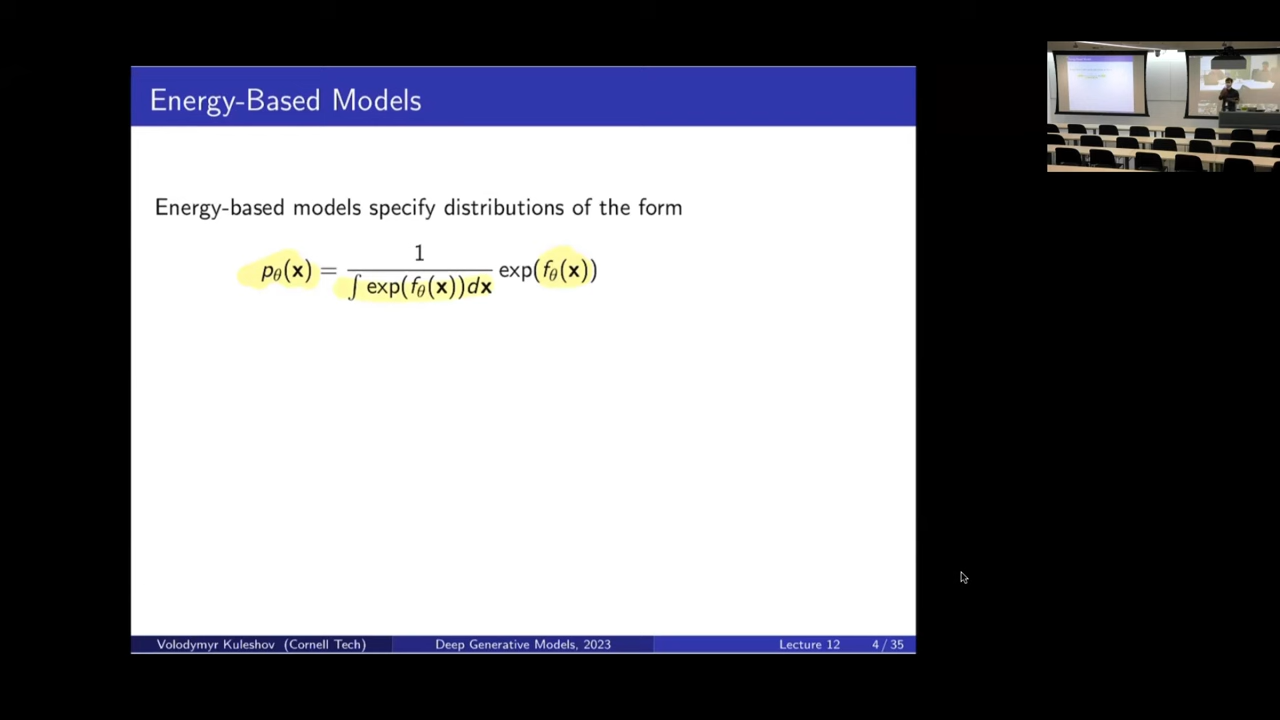 Energy-Based Models
Energy-based models specify distributions of the form
pθ(x) = 1 / ∫ exp(fθ(x))dx exp(fθ(x))
Volodymyr Kuleshov (Cornell Tech) Deep Generative Models, 2023 Lecture 12 4 / 35